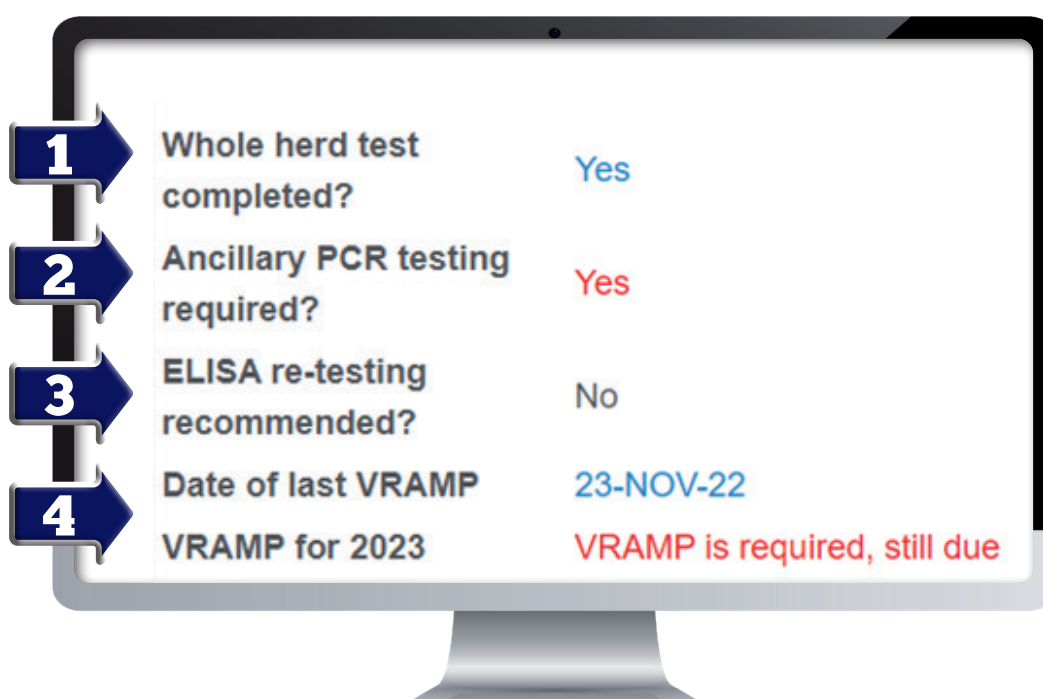 1
Whole herd test
completed?
Yes
2
Ancillary PCR testing
required?
Yes
3
ELISA re-testing
recommended?
No
4
Date of last VRAMP
23-NOV-22
VRAMP for 2023
VRAMP is required, still due